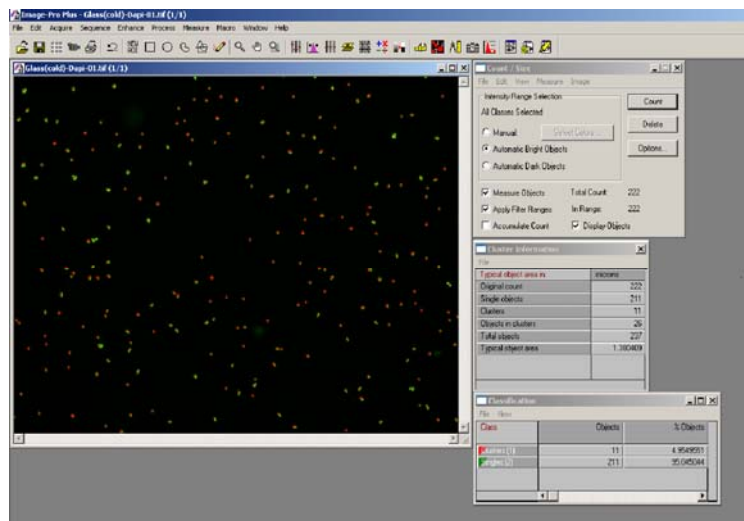 Image-Pro Plus - Glass(cold)-Dapi-01.tif (1/1)
File Edit Acquire Sequence Enhance Process Measure Macro Window Help
Glass(cold)-Dapi-01.tif (1/1)
Count / Size
File Edit View Measure Image
Intensity Range Selection
All Classes Selected
Manual
Select Colors...
Automatic Bright Objects
Automatic Dark Objects
Count
Delete
Options...
Measure Objects Total Count: 222
Apply Filter Ranges In Range: 222
Accumulate Count Display Objects
Cluster Information
File
Typical object area in microns
Original count 222
Single objects 211
Clusters 11
Objects in clusters 26
Total objects 237
Typical object area
Classification
File View
Class Objects % Objects
clusters (1) 11
singles (2) 211 95.045044